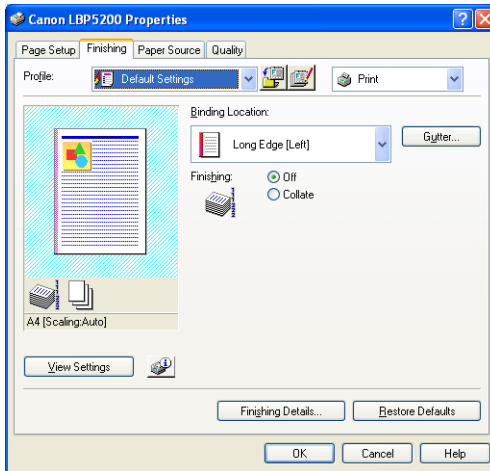 Canon LBP5200 Properties
Page Setup Finishing Paper Source Quality
Profile: Default Settings Print
Binding Location:
Long Edge [Left] Gutter...
Finishing: Off
Collate
A4 [Scaling:Auto]
View Settings
Finishing Details... Restore Defaults
OK Cancel Help